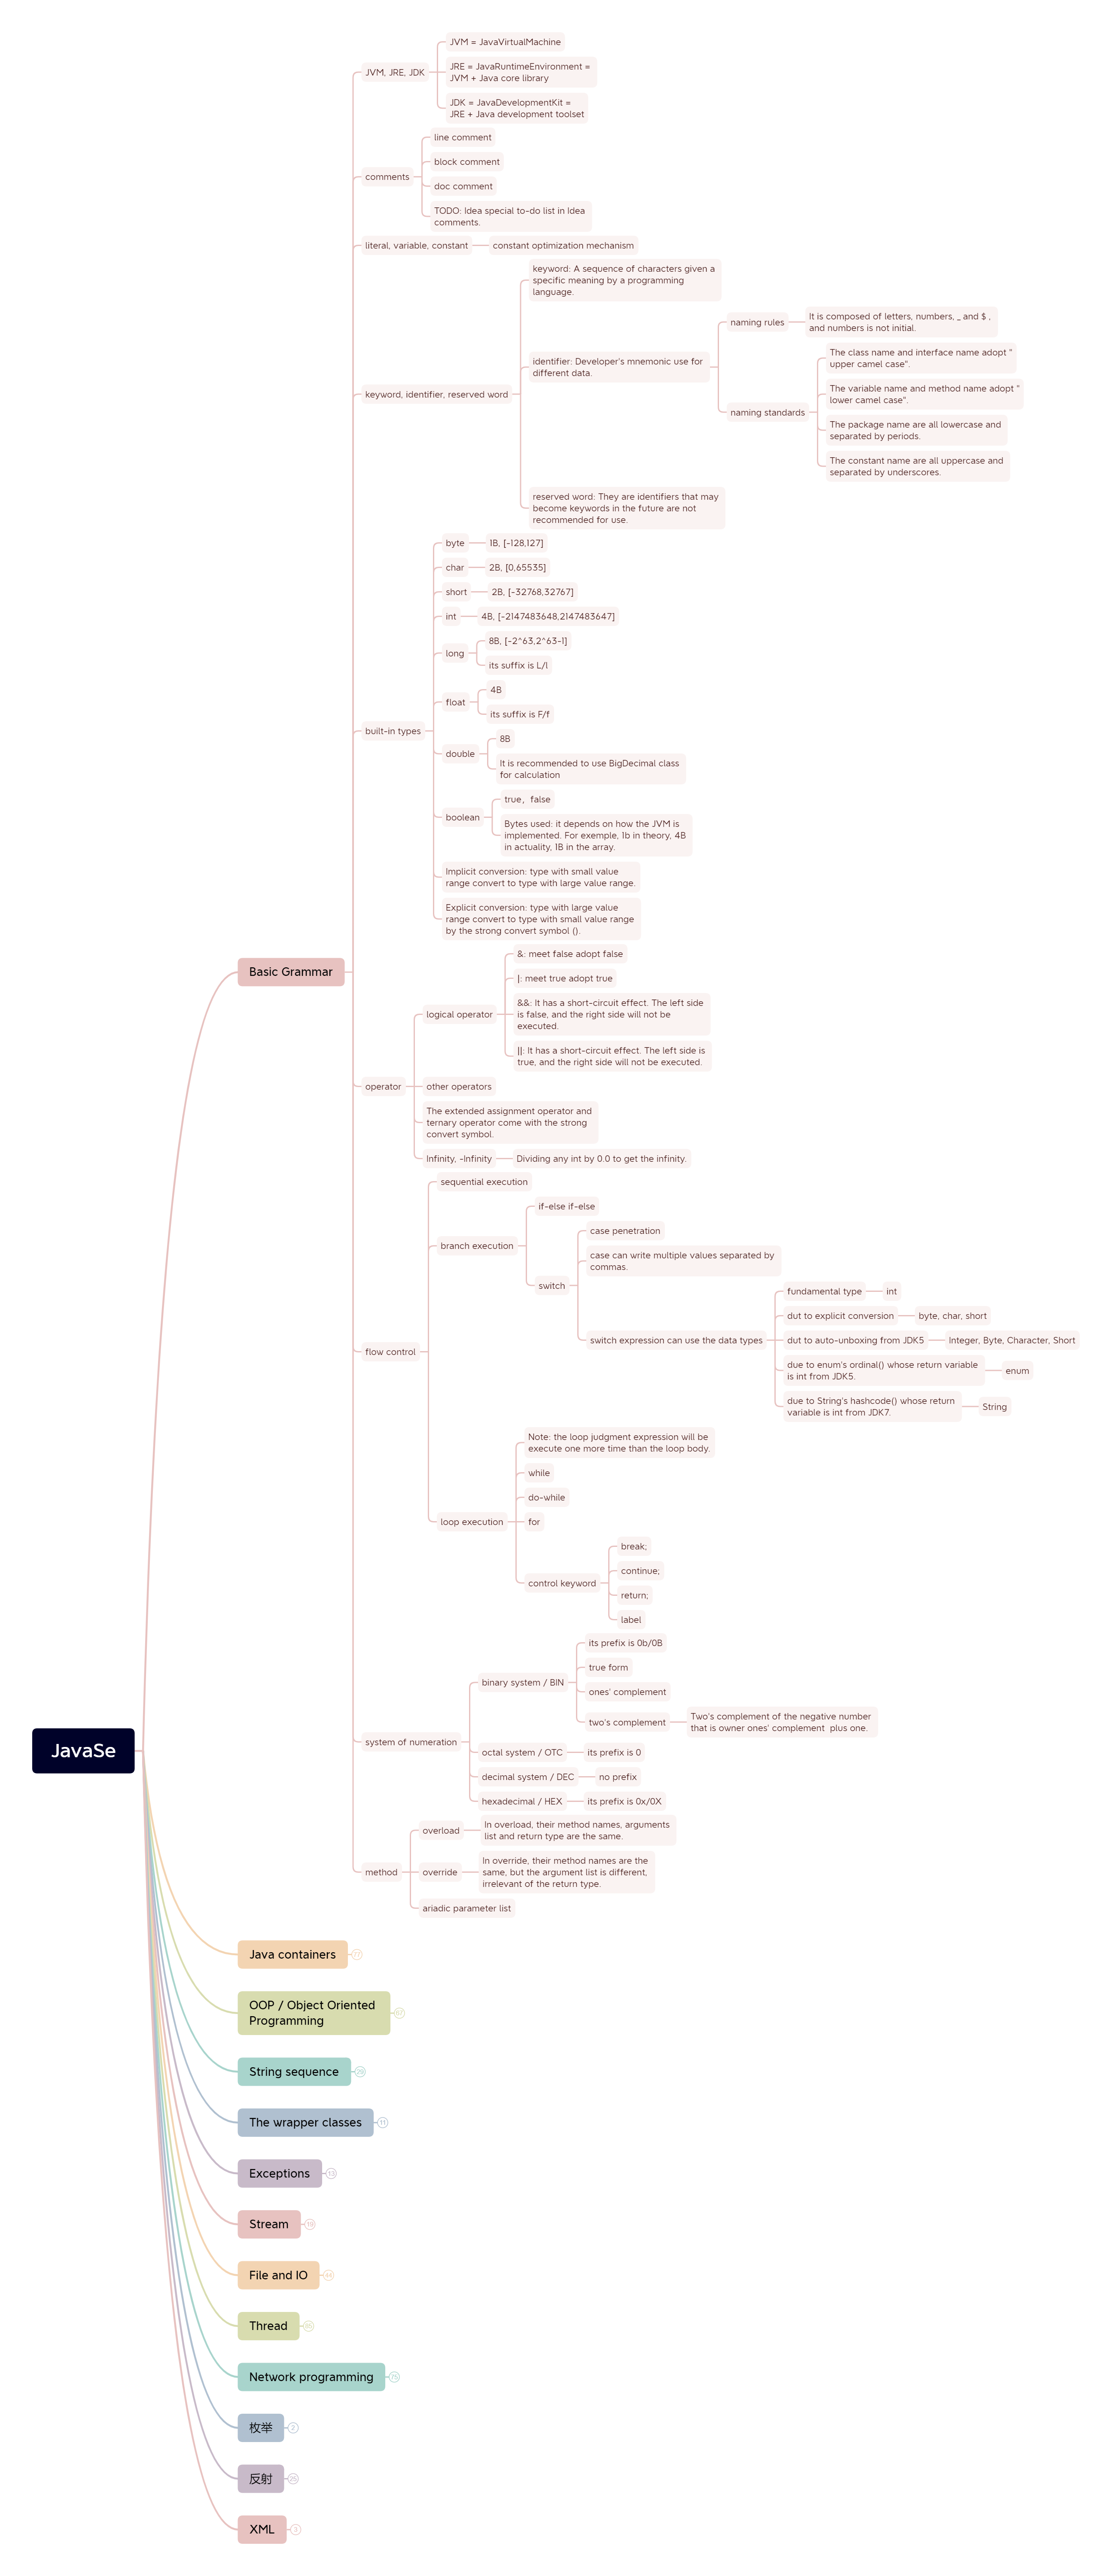 JVM = JavaVirtualMachine
JVM, JRE, JDK
JRE = JavaRuntimeEnvironment =
JVM + Java core library
JDK = JavaDevelopmentKit =
JRE + Java development toolset
comments
line comment
block comment
doc comment
TODO: Idea special to-do list in Idea
comments.
literal, variable, constant
constant optimization mechanism
keyword, identifier, reserved word
keyword: A sequence of characters given a
specific meaning by a programming
language.
identifier: Developer's mnemonic use for
different data.
naming rules
It is composed of letters, numbers, _ and $ ,
and numbers is not initial.
naming standards
The class name and interface name adopt "
upper camel case".
The variable name and method name adopt "
lower camel case".
The package name are all lowercase and
separated by periods.
The constant name are all uppercase and
separated by underscores.
reserved word: They are identifiers that may
become keywords in the future are not
recommended for use.
built-in types
byte
1B, [-128,127]
char
2B, [0,65535]
short
2B, [-32768,32767]
int
4B, [-2147483648,2147483647]
long
8B, [-2^63,2^63-1]
its suffix is L/l
float
4B
its suffix is F/f
double
8B
It is recommended to use BigDecimal class
for calculation
boolean
true，false
Bytes used: it depends on how the JVM is
implemented. For exemple, 1b in theory, 4B
in actuality, 1B in the array.
Implicit conversion: type with small value
range convert to type with large value range.
Explicit conversion: type with large value
range convert to type with small value range
by the strong convert symbol ().
Basic Grammar
operator
logical operator
&: meet false adopt false
|: meet true adopt true
&&: It has a short-circuit effect. The left side
is false, and the right side will not be
executed.
||: It has a short-circuit effect. The left side is
true, and the right side will not be executed.
other operators
The extended assignment operator and
ternary operator come with the strong
convert symbol.
Infinity, -Infinity
Dividing any int by 0.0 to get the infinity.
flow control
sequential execution
branch execution
if-else if-else
switch
case penetration
case can write multiple values separated by
commas.
switch expression can use the data types
fundamental type
int
dut to explicit conversion
byte, char, short
dut to auto-unboxing from JDK5
Integer, Byte, Character, Short
due to enum's ordinal() whose return variable
is int from JDK5.
enum
due to String's hashcode() whose return
variable is int from JDK7.
String
loop execution
Note: the loop judgment expression will be
execute one more time than the loop body.
while
do-while
for
control keyword
break;
continue;
return;
label
JavaSe
system of numeration
binary system / BIN
its prefix is 0b/0B
true form
ones' complement
two's complement
Two's complement of the negative number
that is owner ones' complement  plus one.
octal system / OTC
its prefix is 0
decimal system / DEC
no prefix
hexadecimal / HEX
its prefix is 0x/0X
method
overload
In overload, their method names, arguments
list and return type are the same.
override
In override, their method names are the
same, but the argument list is different,
irrelevant of the return type.
ariadic parameter list
Java containers
OOP / Object Oriented
Programming
String sequence
The wrapper classes
11
Exceptions
13
Stream
File and IO
Thread
Network programming
枚举
2
反射
XML
3